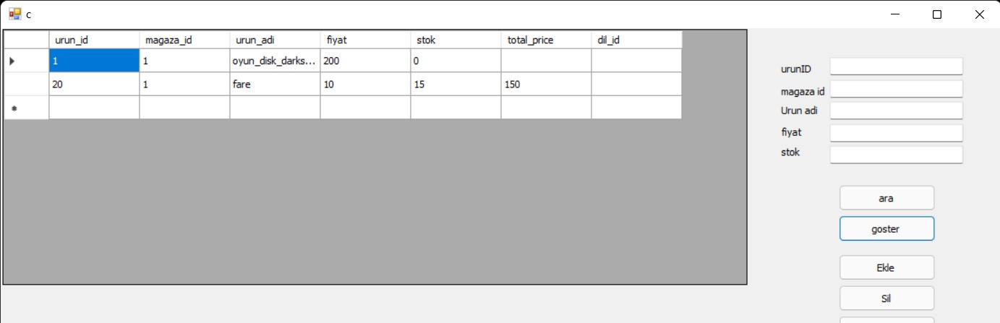 c
urun_id magaza_id urun_adi fiyat stok total_price dil_id
1 1 oyun_disk_darks... 200 0
20 1 fare 10 15 150
urunID
magaza id
Urun adi
fiyat
stok
ara
goster
Ekle
Sil